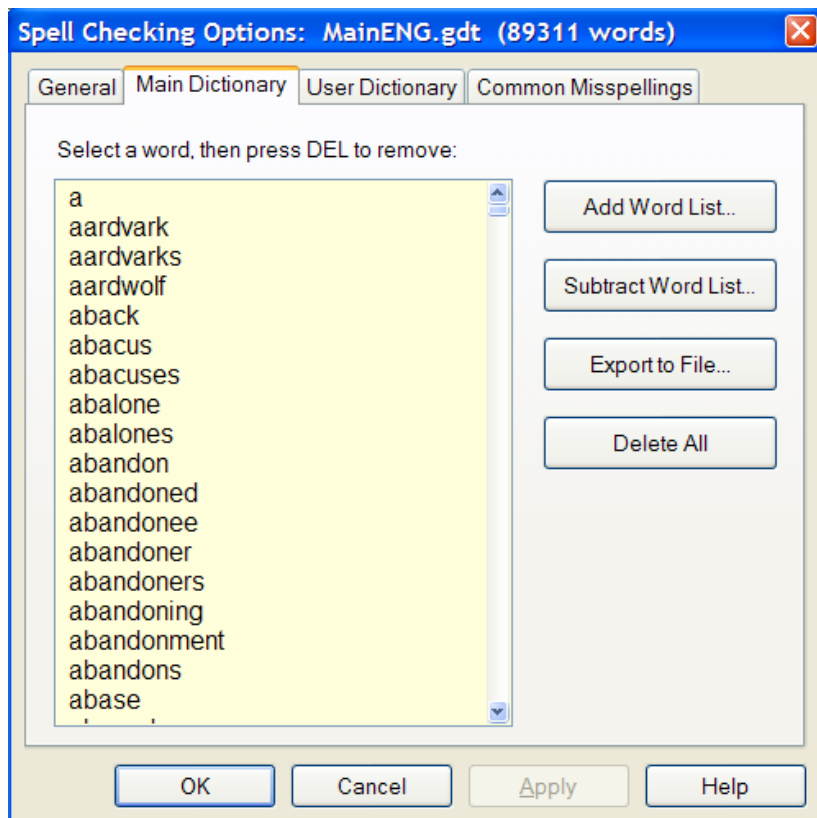 Spell Checking Options: MainENG.gdt (89311 words)
General Main Dictionary User Dictionary Common Misspellings
Select a word, then press DEL to remove:
a
aardvark
aardvarks
aardwolf
aback
abacus
abacuses
abalone
abalones
abandon
abandoned
abandonee
abandoner
abandoners
abandoning
abandonment
abandons
abase
Add Word List...
Subtract Word List...
Export to File...
Delete All
OK Cancel Apply Help